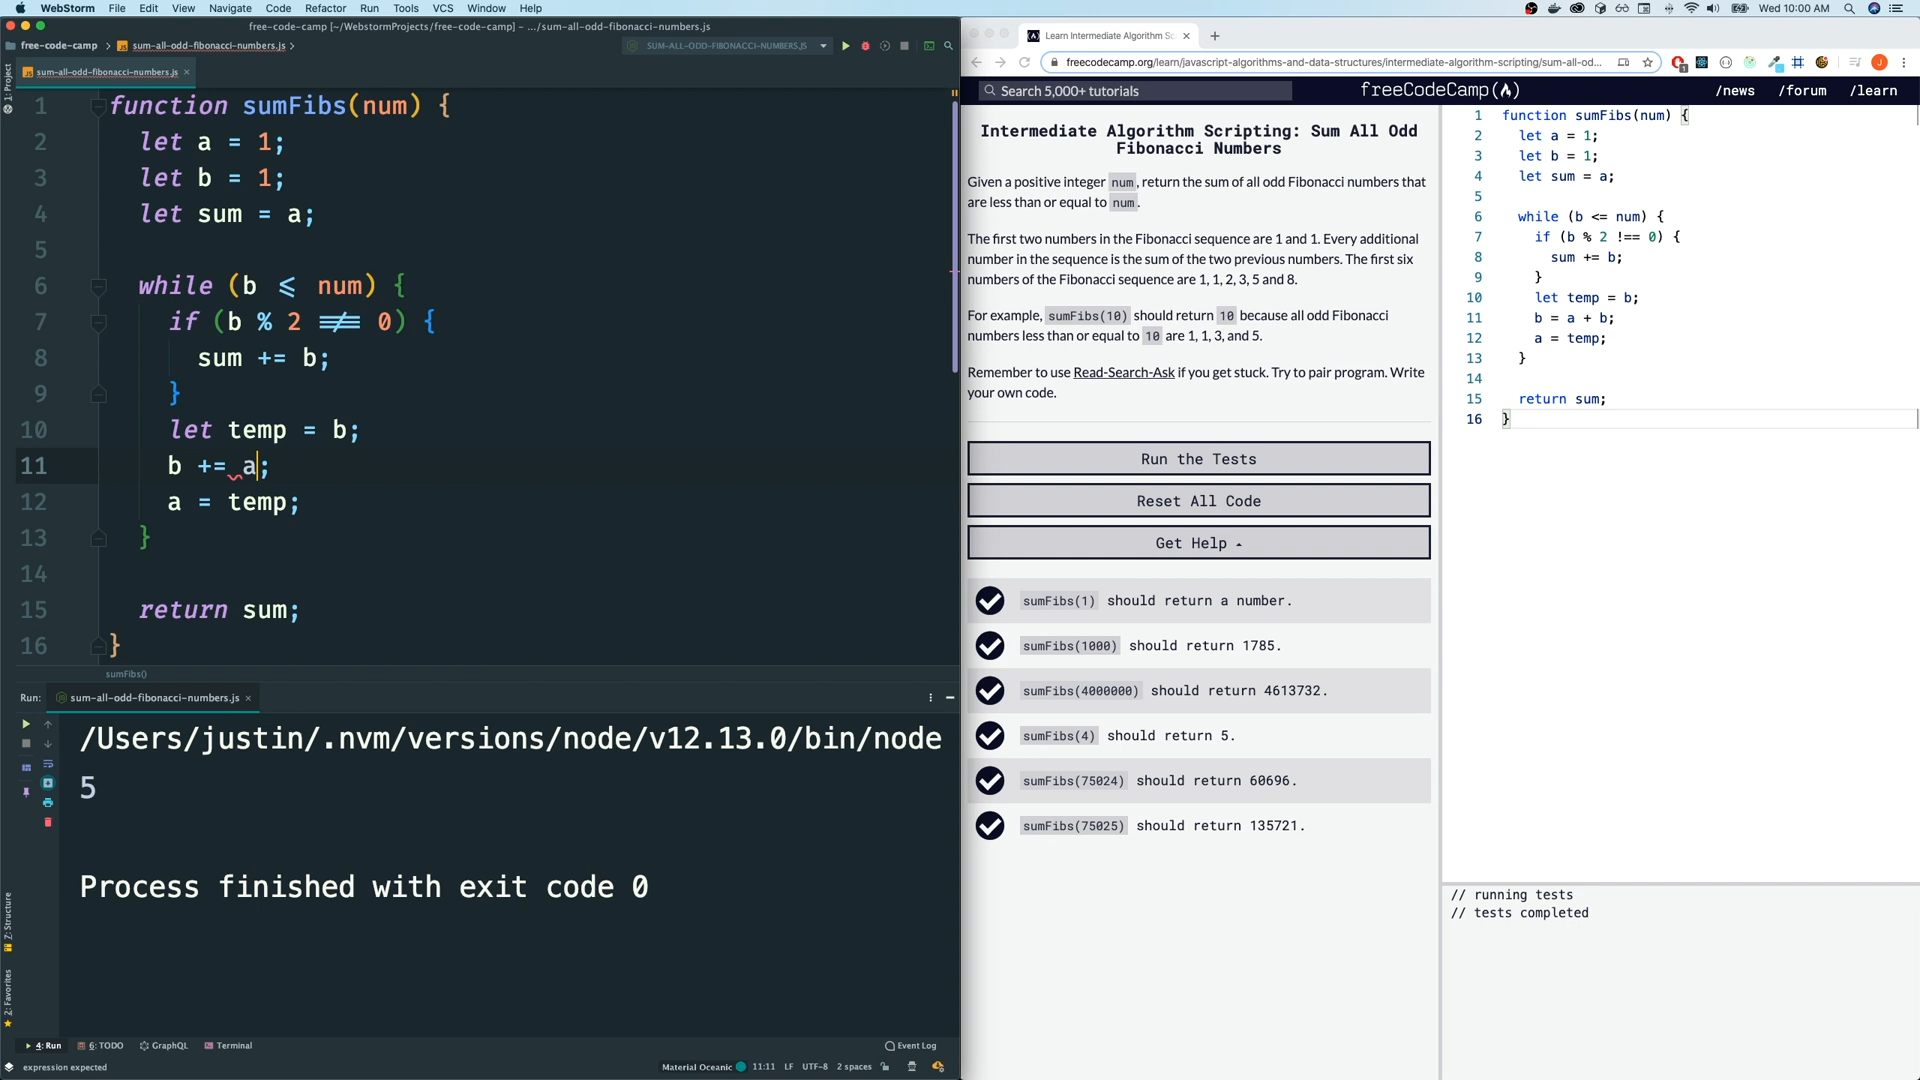 WebStorm File Edit View Navigate Code Refactor Run Tools VCS Window Help
Wed 10:00 AM
free-code-camp [~/WebstormProjects/free-code-camp] – .../sum-all-odd-fibonacci-numbers.js
free-code-camp
sum-all-odd-fibonacci-numbers.js
SUM-ALL-ODD-FIBONACCI-NUMBERS.JS
sum-all-odd-fibonacci-numbers.js
1: Project
1 function sumFibs(num) {
2 let a = 1;
3 let b = 1;
4 let sum = a;
5
6 while (b <= num) {
7 if (b % 2 !== 0) {
8 sum += b;
9 }
10 let temp = b;
11 b += a;
12 a = temp;
13 }
14
15 return sum;
16 }
sumFibs()
Run: sum-all-odd-fibonacci-numbers.js
/Users/justin/.nvm/versions/node/v12.13.0/bin/node
5
Process finished with exit code 0
Z: Structure
2: Favorites
4: Run 6: TODO GraphQL Terminal
Event Log
expression expected
Material Oceanic 11:11 LF UTF-8 2 spaces
Learn Intermediate Algorithm Sc
freecodecamp.org/learn/javascript-algorithms-and-data-structures/intermediate-algorithm-scripting/sum-all-od...
1
J
Search 5,000+ tutorials
freeCodeCamp
/news /forum /learn
Intermediate Algorithm Scripting: Sum All Odd
Fibonacci Numbers
Given a positive integer num, return the sum of all odd Fibonacci numbers that
are less than or equal to num.
The first two numbers in the Fibonacci sequence are 1 and 1. Every additional
number in the sequence is the sum of the two previous numbers. The first six
numbers of the Fibonacci sequence are 1, 1, 2, 3, 5 and 8.
For example, sumFibs(10) should return 10 because all odd Fibonacci
numbers less than or equal to 10 are 1, 1, 3, and 5.
Remember to use Read-Search-Ask if you get stuck. Try to pair program. Write
your own code.
Run the Tests
Reset All Code
Get Help
sumFibs(1) should return a number.
sumFibs(1000) should return 1785.
sumFibs(4000000) should return 4613732.
sumFibs(4) should return 5.
sumFibs(75024) should return 60696.
sumFibs(75025) should return 135721.
1 function sumFibs(num) {
2 let a = 1;
3 let b = 1;
4 let sum = a;
5
6 while (b <= num) {
7 if (b % 2 !== 0) {
8 sum += b;
9 }
10 let temp = b;
11 b = a + b;
12 a = temp;
13 }
14
15 return sum;
16 }
// running tests
// tests completed